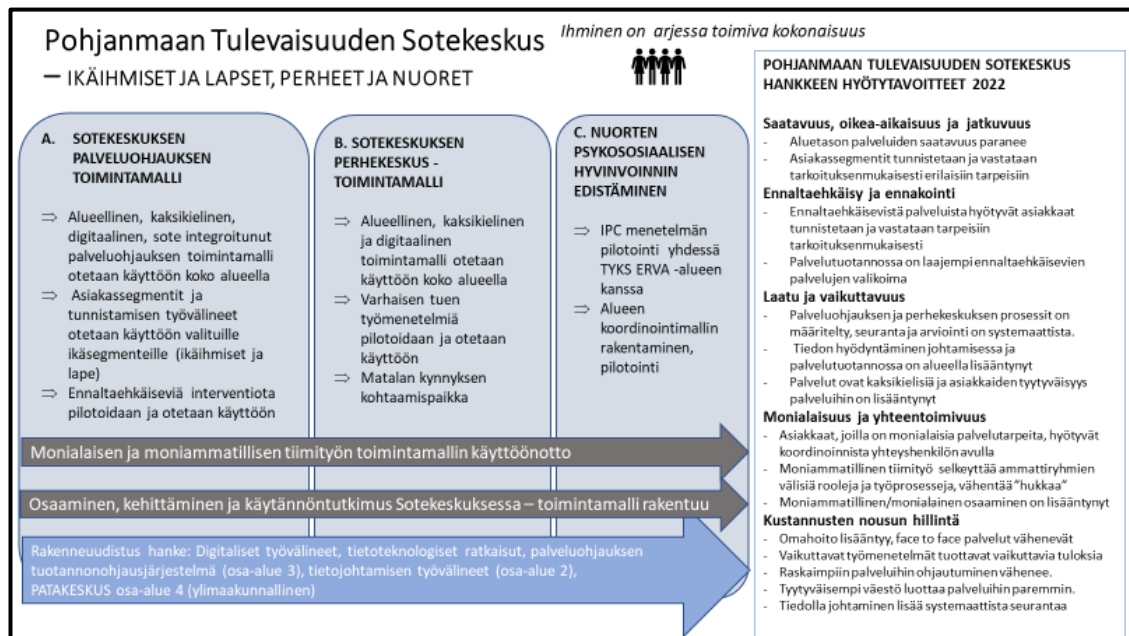 Pohjanmaan Tulevaisuuden Sotekeskus
– IKÄIHMISET JA LAPSET, PERHEET JA NUORET
Ihminen on arjessa toimiva kokonaisuus
A. SOTEKESKUKSEN
PALVELUOHJAUKSEN
TOIMINTAMALLI
⇒ Alueellinen, kaksikielinen,
digitaalinen, sote integroitunut
palveluohjauksen toimintamalli
otetaan käyttöön koko alueella
⇒ Asiakassegmentit ja
tunnistamisen työvälineet
otetaan käyttöön valituille
ikäsegmenteille (ikäihmiset ja
lape)
⇒ Ennaltaehkäiseviä interventiota
pilotoidaan ja otetaan käyttöön
B. SOTEKESKUKSEN
PERHEKESKUS -
TOIMINTAMALLI
⇒ Alueellinen, kaksikielinen
ja digitaalinen
toimintamalli otetaan
käyttöön koko alueella
⇒ Varhaisen tuen
työmenetelmiä
pilotoidaan ja otetaan
käyttöön
⇒ Matalan kynnyksen
kohtaamispaikka
C. NUORTEN
PSYKOSOSIAALISEN
HYVINVOINNIN
EDISTÄMINEN
⇒ IPC menetelmän
pilotointi yhdessä
TYKS ERVA -alueen
kanssa
⇒ Alueen
koordinointimallin
rakentaminen,
pilotointi
Monialaisen ja moniammatillisen tiimityön toimintamallin käyttöönotto
Osaaminen, kehittäminen ja käytännöntutkimus Sotekeskuksessa – toimintamalli rakentuu
Rakenneuudistus hanke: Digitaliset työvälineet, tietoteknologiset ratkaisut, palveluohjauksen
tuotannonohjausjärjestelmä (osa-alue 3), tietojohtamisen työvälineet (osa-alue 2),
PATAKESKUS osa-alue 4 (ylimaakunnallinen)
POHJANMAAN TULEVAISUUDEN SOTEKESKUS
HANKKEEN HYÖTYTAVOITTEET 2022
Saatavuus, oikea-aikaisuus ja jatkuvuus
- Aluetason palveluiden saatavuus paranee
- Asiakassegmentit tunnistetaan ja vastataan
tarkoituksenmukaisesti erilaisiin tarpeisiin
Ennaltaehkäisy ja ennakointi
- Ennaltaehkäisevistä palveluista hyötyvät asiakkaat
tunnistetaan ja vastataan tarpeisiin
tarkoituksenmukaisesti
- Palvelutuotannossa on laajempi ennaltaehkäisevien
palvelujen valikoima
Laatu ja vaikuttavuus
- Palveluohjauksen ja perhekeskuksen prosessit on
määritelty, seuranta ja arviointi on systemaattista.
- Tiedon hyödyntäminen johtamisessa ja
palvelutuotannossa on alueella lisääntynyt
- Palvelut ovat kaksikielisiä ja asiakkaiden tyytyväisyys
palveluihin on lisääntynyt
Monialaisuus ja yhteentoimivuus
- Asiakkaat, joilla on monialaisia palvelutarpeita, hyötyvät
koordinoinnista yhteyshenkilön avulla
- Moniammatillinen tiimityö selkeyttää ammattiryhmien
välisiä rooleja ja työprosesseja, vähentää "hukkaa"
- Moniammatillinen/monialainen osaaminen on lisääntynyt
Kustannusten nousun hillintä
- Omahoito lisääntyy, face to face palvelut vähenevät
- Vaikuttavat työmenetelmät tuottavat vaikuttavia tuloksia
- Raskaimpiin palveluihin ohjautuminen vähenee.
- Tyytyväisempi väestö luottaa palveluihin paremmin.
- Tiedolla johtaminen lisää systemaattista seurantaa